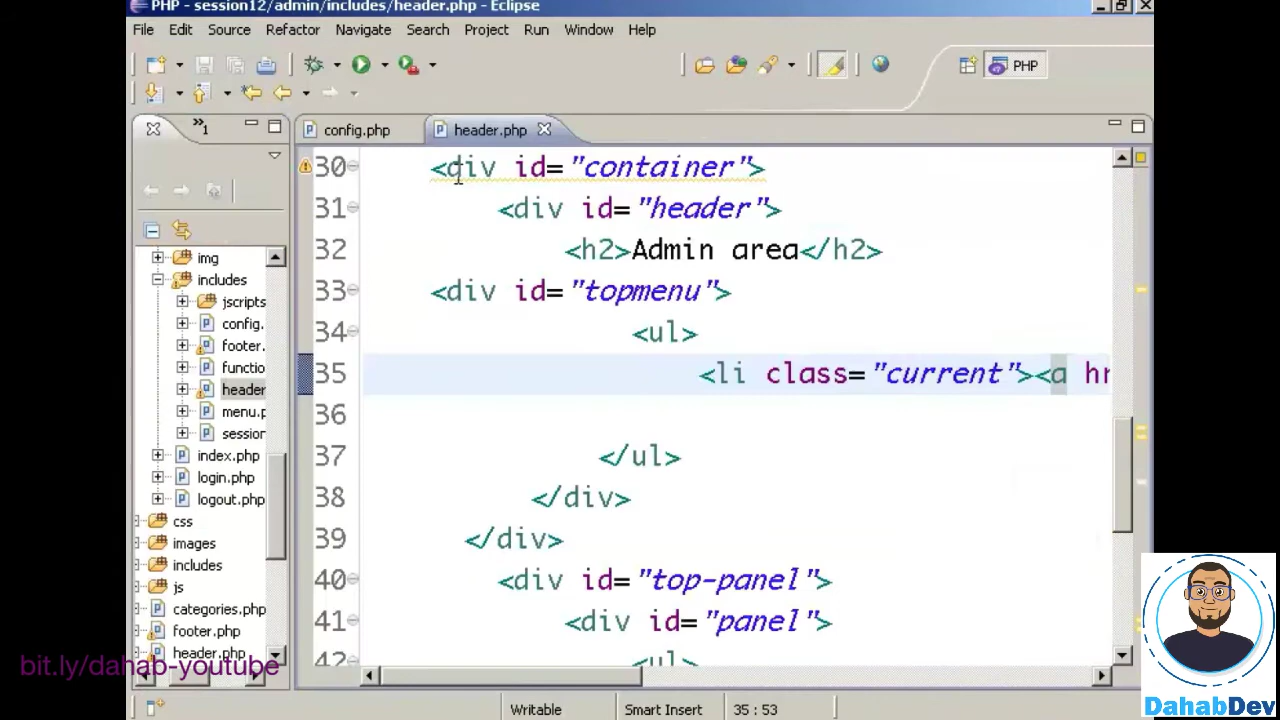 PHP - session12/admin/includes/header.php - Eclipse
File Edit Source Refactor Navigate Search Project Run Window Help
PHP
1
config.php header.php
30 <div id="container">
31 <div id="header">
32 <h2>Admin area</h2>
33 <div id="topmenu">
34 <ul>
35 <li class="current"><a hr
36
37 </ul>
38 </div>
39 </div>
40 <div id="top-panel">
41 <div id="panel">
42 <ul>
img
includes
jscripts
config.
footer.
functio
header
menu.p
session
index.php
login.php
logout.php
css
images
includes
js
categories.php
footer.php
header.php
bit.ly/dahab-youtube
Writable Smart Insert 35 : 53
DahabDev